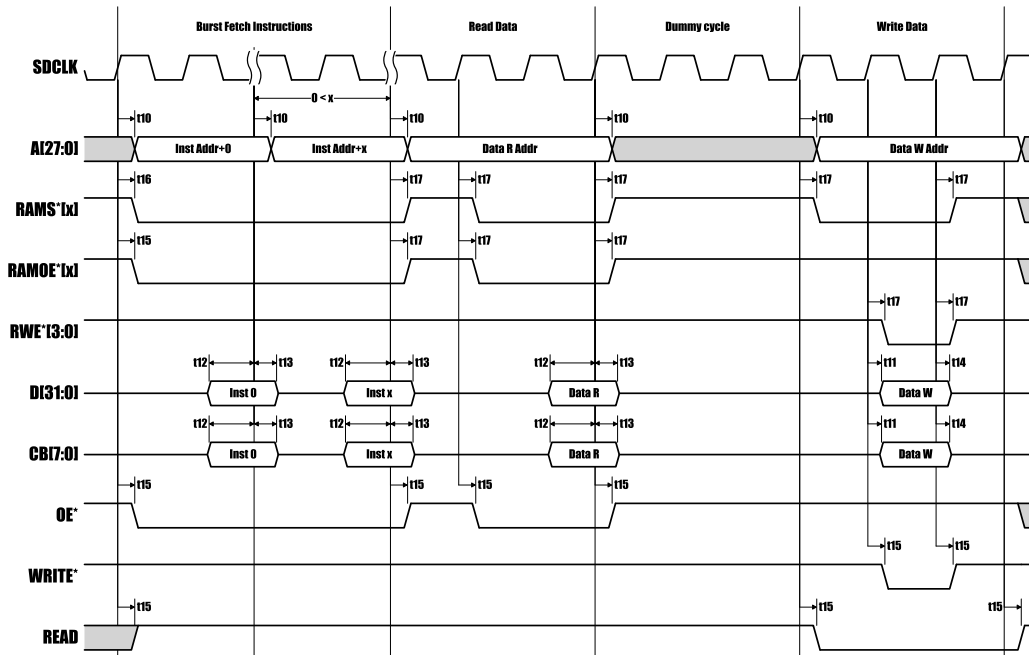 Burst Fetch Instructions Read Data Dummy cycle Write Data
SDCLK
0 < x
t10 t10 t10 t10 t10
A[27:0] Inst Addr+0 Inst Addr+x Data R Addr Data W Addr
t16 t17 t17 t17 t17 t17
RAMS*[x]
t15 t17 t17 t17
RAMOE*[x]
t17 t17
RWE*[3:0]
t12 t13 t12 t13 t12 t13 t11 t14
D[31:0] Inst 0 Inst x Data R Data W
t12 t13 t12 t13 t12 t13 t11 t14
CB[7:0] Inst 0 Inst x Data R Data W
t15 t15 t15 t15
OE*
t15 t15
WRITE*
t15 t15 t15
READ